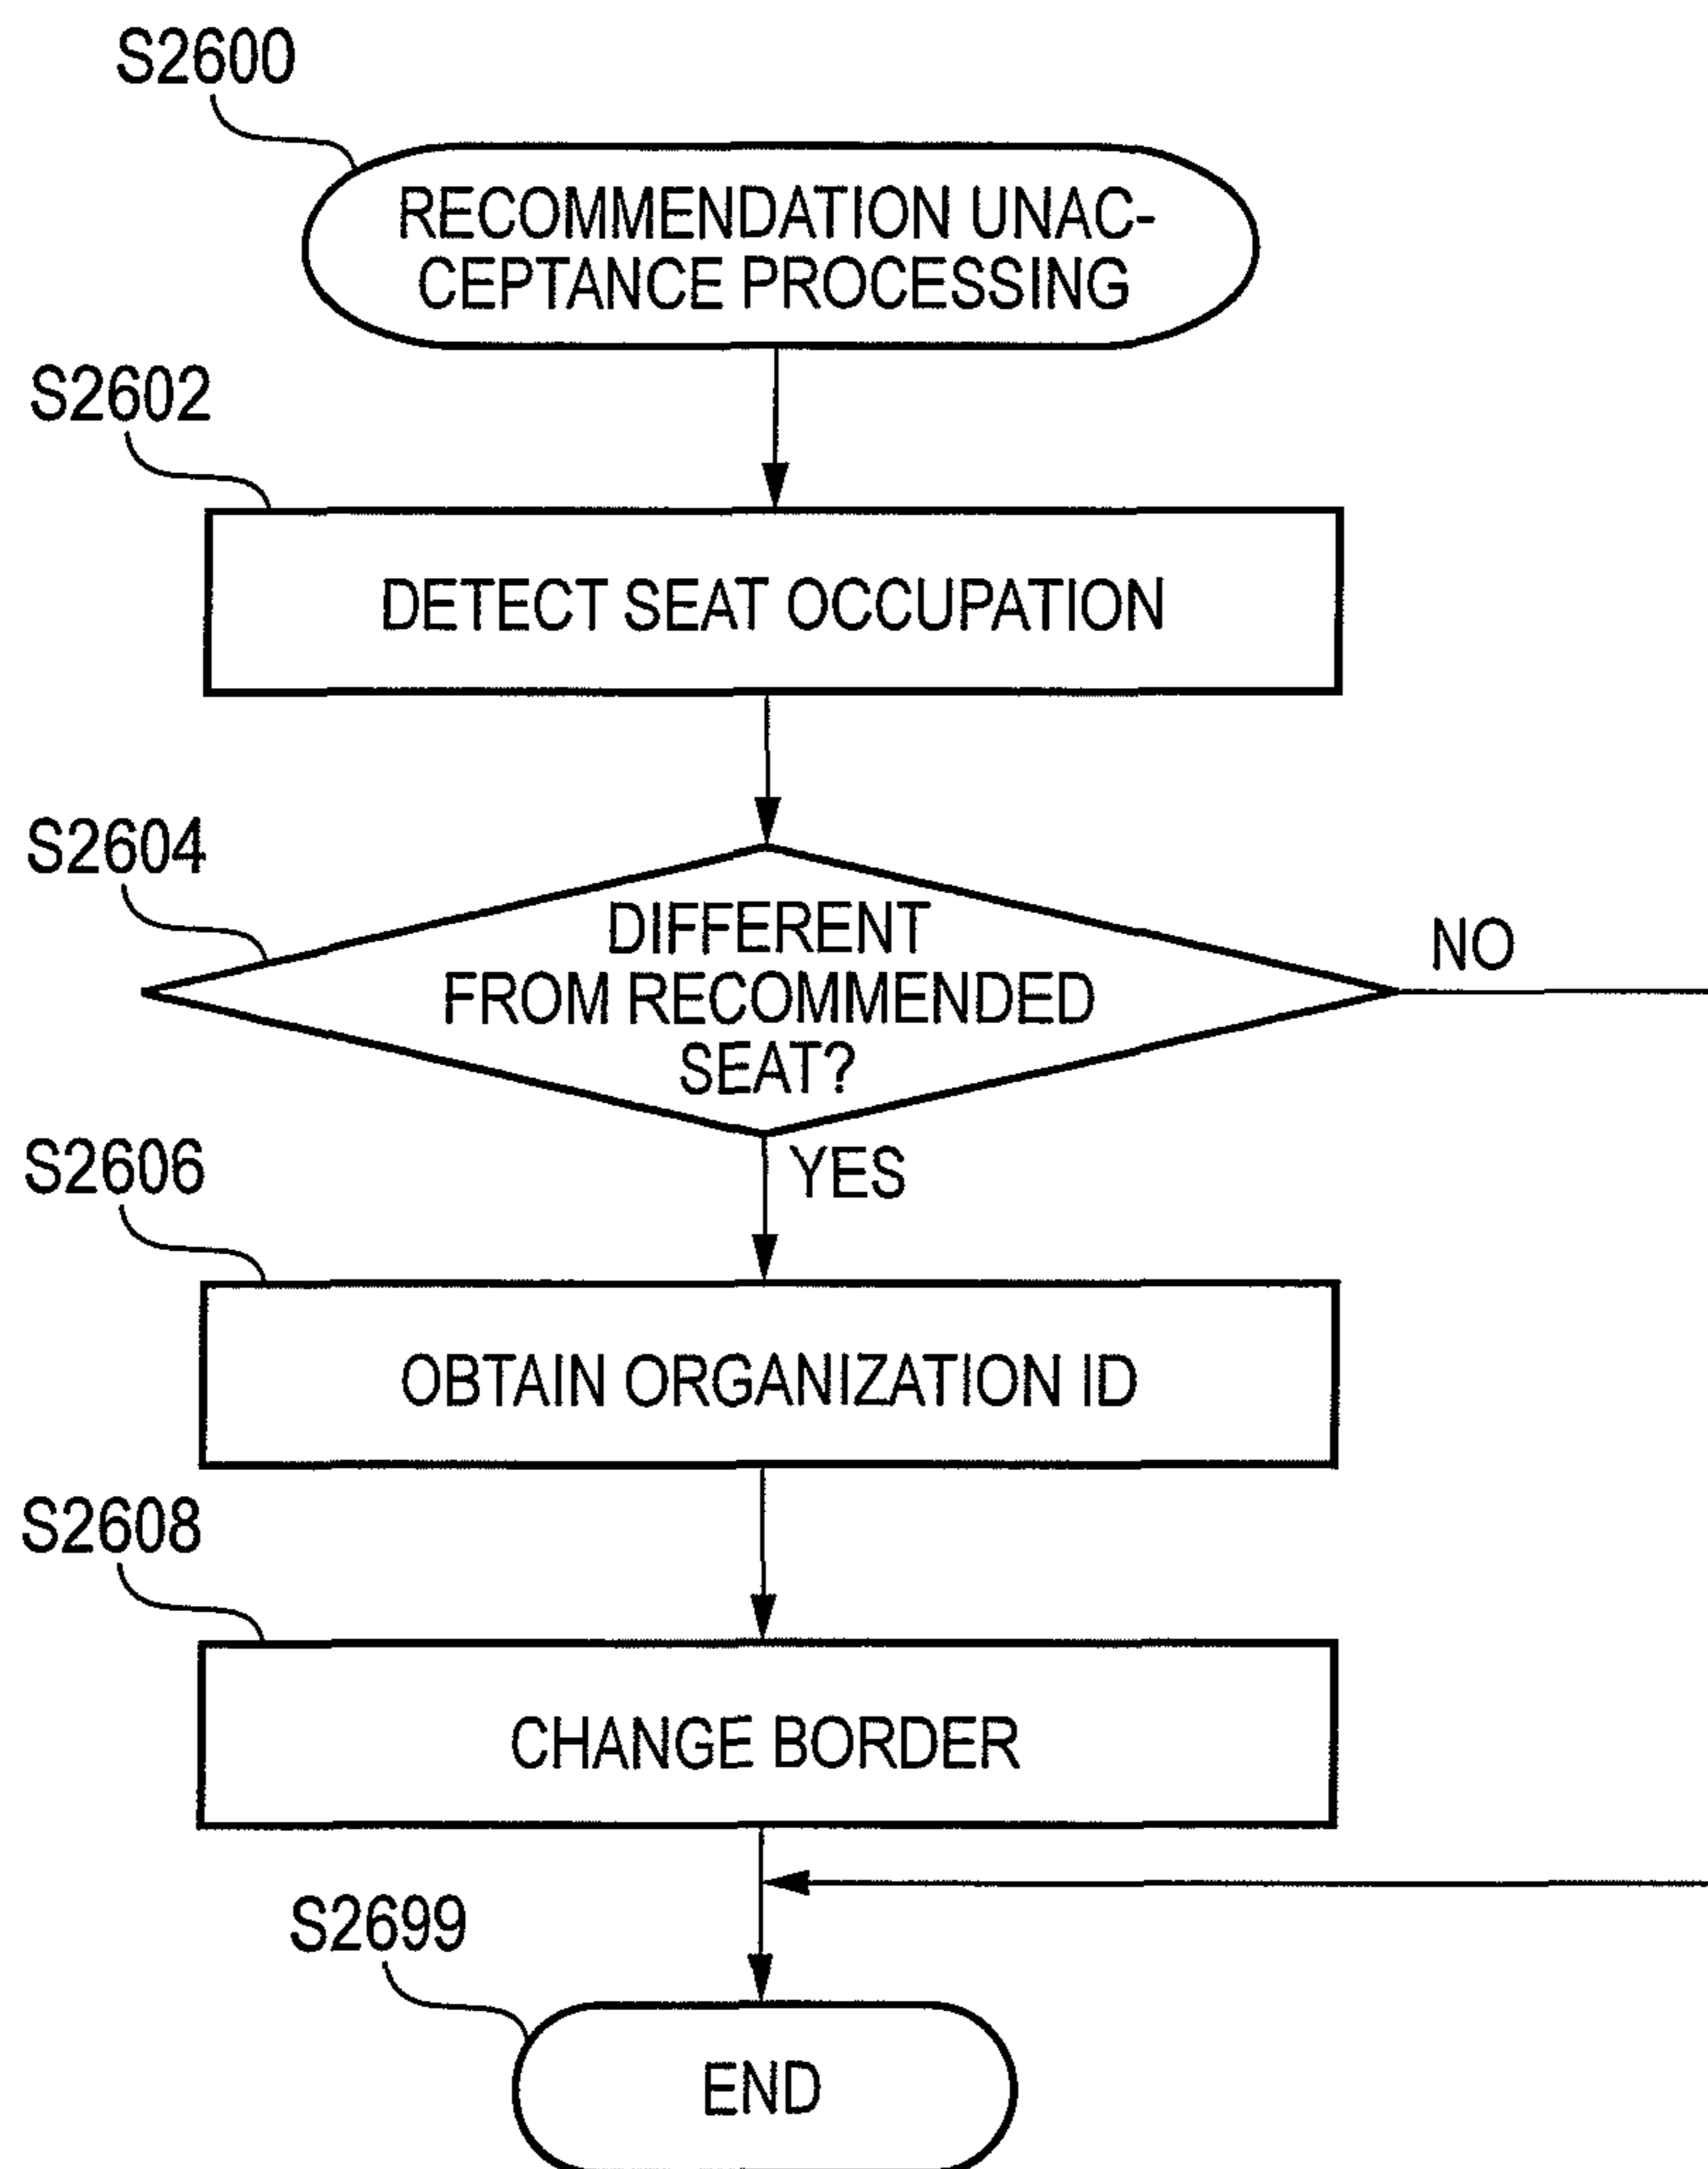 S2600
RECOMMENDATION UNAC-
CEPTANCE PROCESSING
S2602
DETECT SEAT OCCUPATION
S2604
DIFFERENT
FROM RECOMMENDED
SEAT?
NO
YES
S2606
OBTAIN ORGANIZATION ID
S2608
CHANGE BORDER
S2699
END